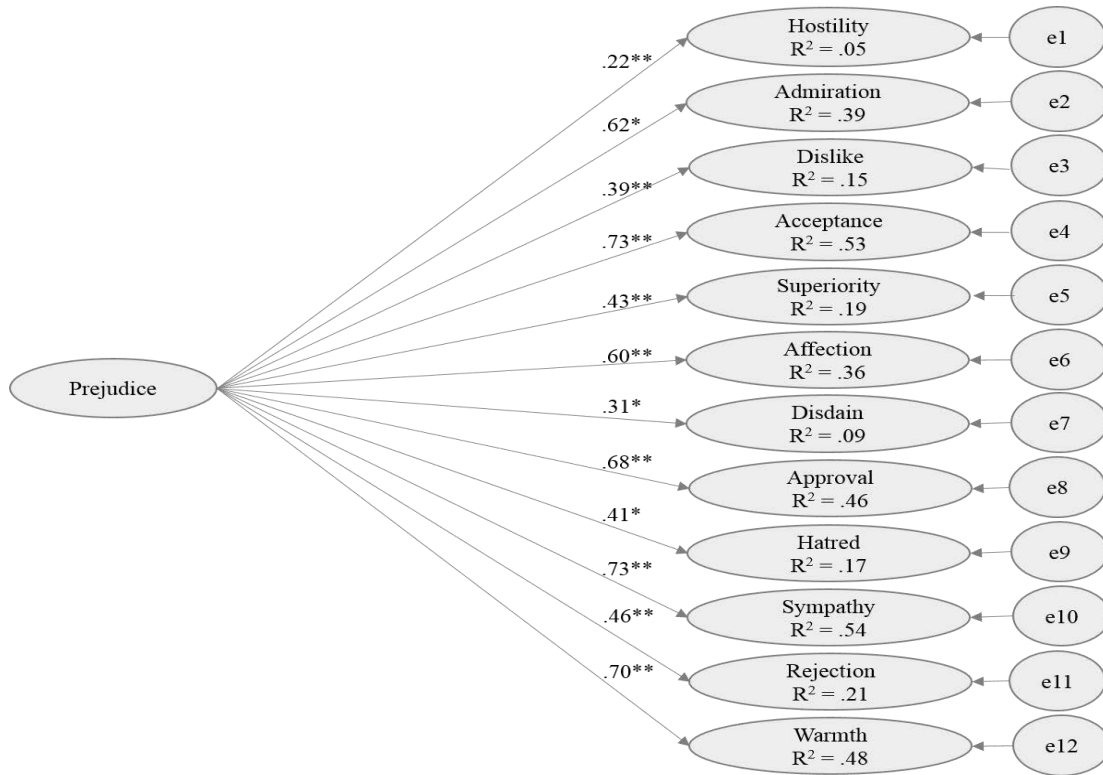 Hostility
R² = .05
e1
.22**
Admiration
R² = .39
e2
.62*
Dislike
R² = .15
e3
.39**
Acceptance
R² = .53
e4
.73**
Superiority
R² = .19
e5
.43**
Affection
R² = .36
e6
.60**
Prejudice
Disdain
R² = .09
e7
.31*
Approval
R² = .46
e8
.68**
Hatred
R² = .17
e9
.41*
Sympathy
R² = .54
e10
.73**
Rejection
R² = .21
e11
.46**
Warmth
R² = .48
e12
.70**